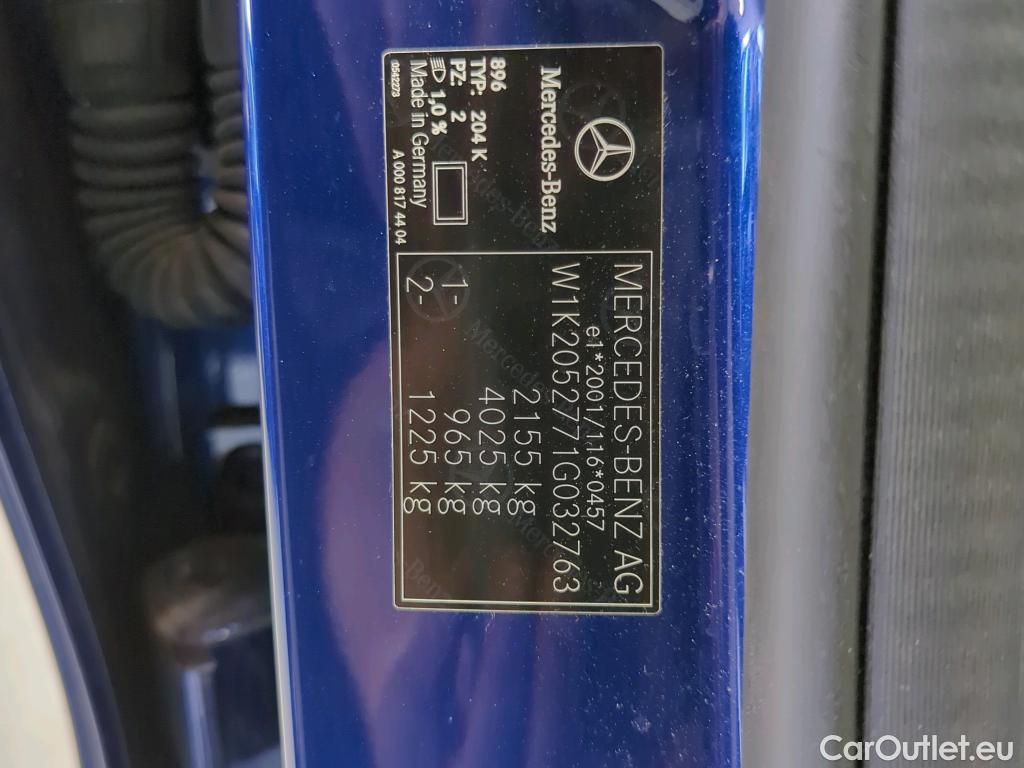 Mercedes-Benz
896
TYP: 204 K
PZ: 2
1,0 %
Made in Germany
0542273
A 000 817 44 04
MERCEDES-BENZ AG
e1*2001/116*0457
W1K2052771G032763
2155 kg
4025 kg
1- 965 kg
2- 1225 kg
CarOutlet.eu